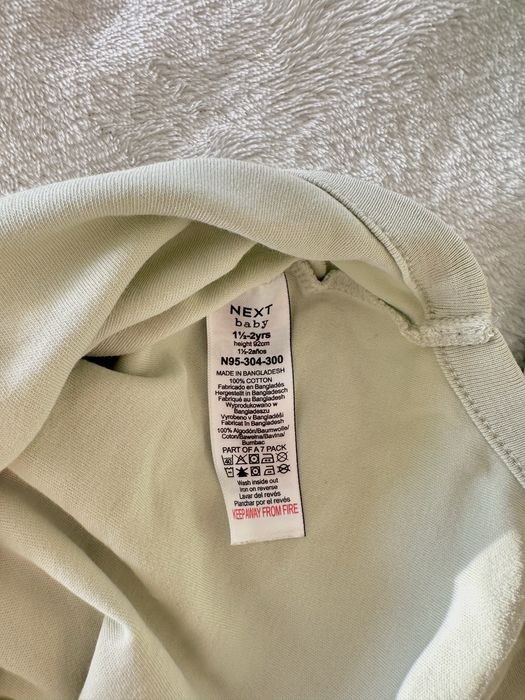 NEXT
baby
1½-2yrs
height 92cm
1½-2años
N95-304-300
MADE IN BANGLADESH
100% COTTON
Fabricado en Bangladés
Hergestellt in Bangladesch
Fabriqué au Bangladesh
Wyprodukowano w
Bangladeszu
Vyrobeno v Bangladéši
Fabricat în Bangladesh
100% Algodón/Baumwolle/
Coton/Bawełna/Bavlna/
Bumbac
PART OF A 7 PACK
40
Wash inside out
Iron on reverse
Lavar del revés
Planchar por el revés
KEEP AWAY FROM FIRE